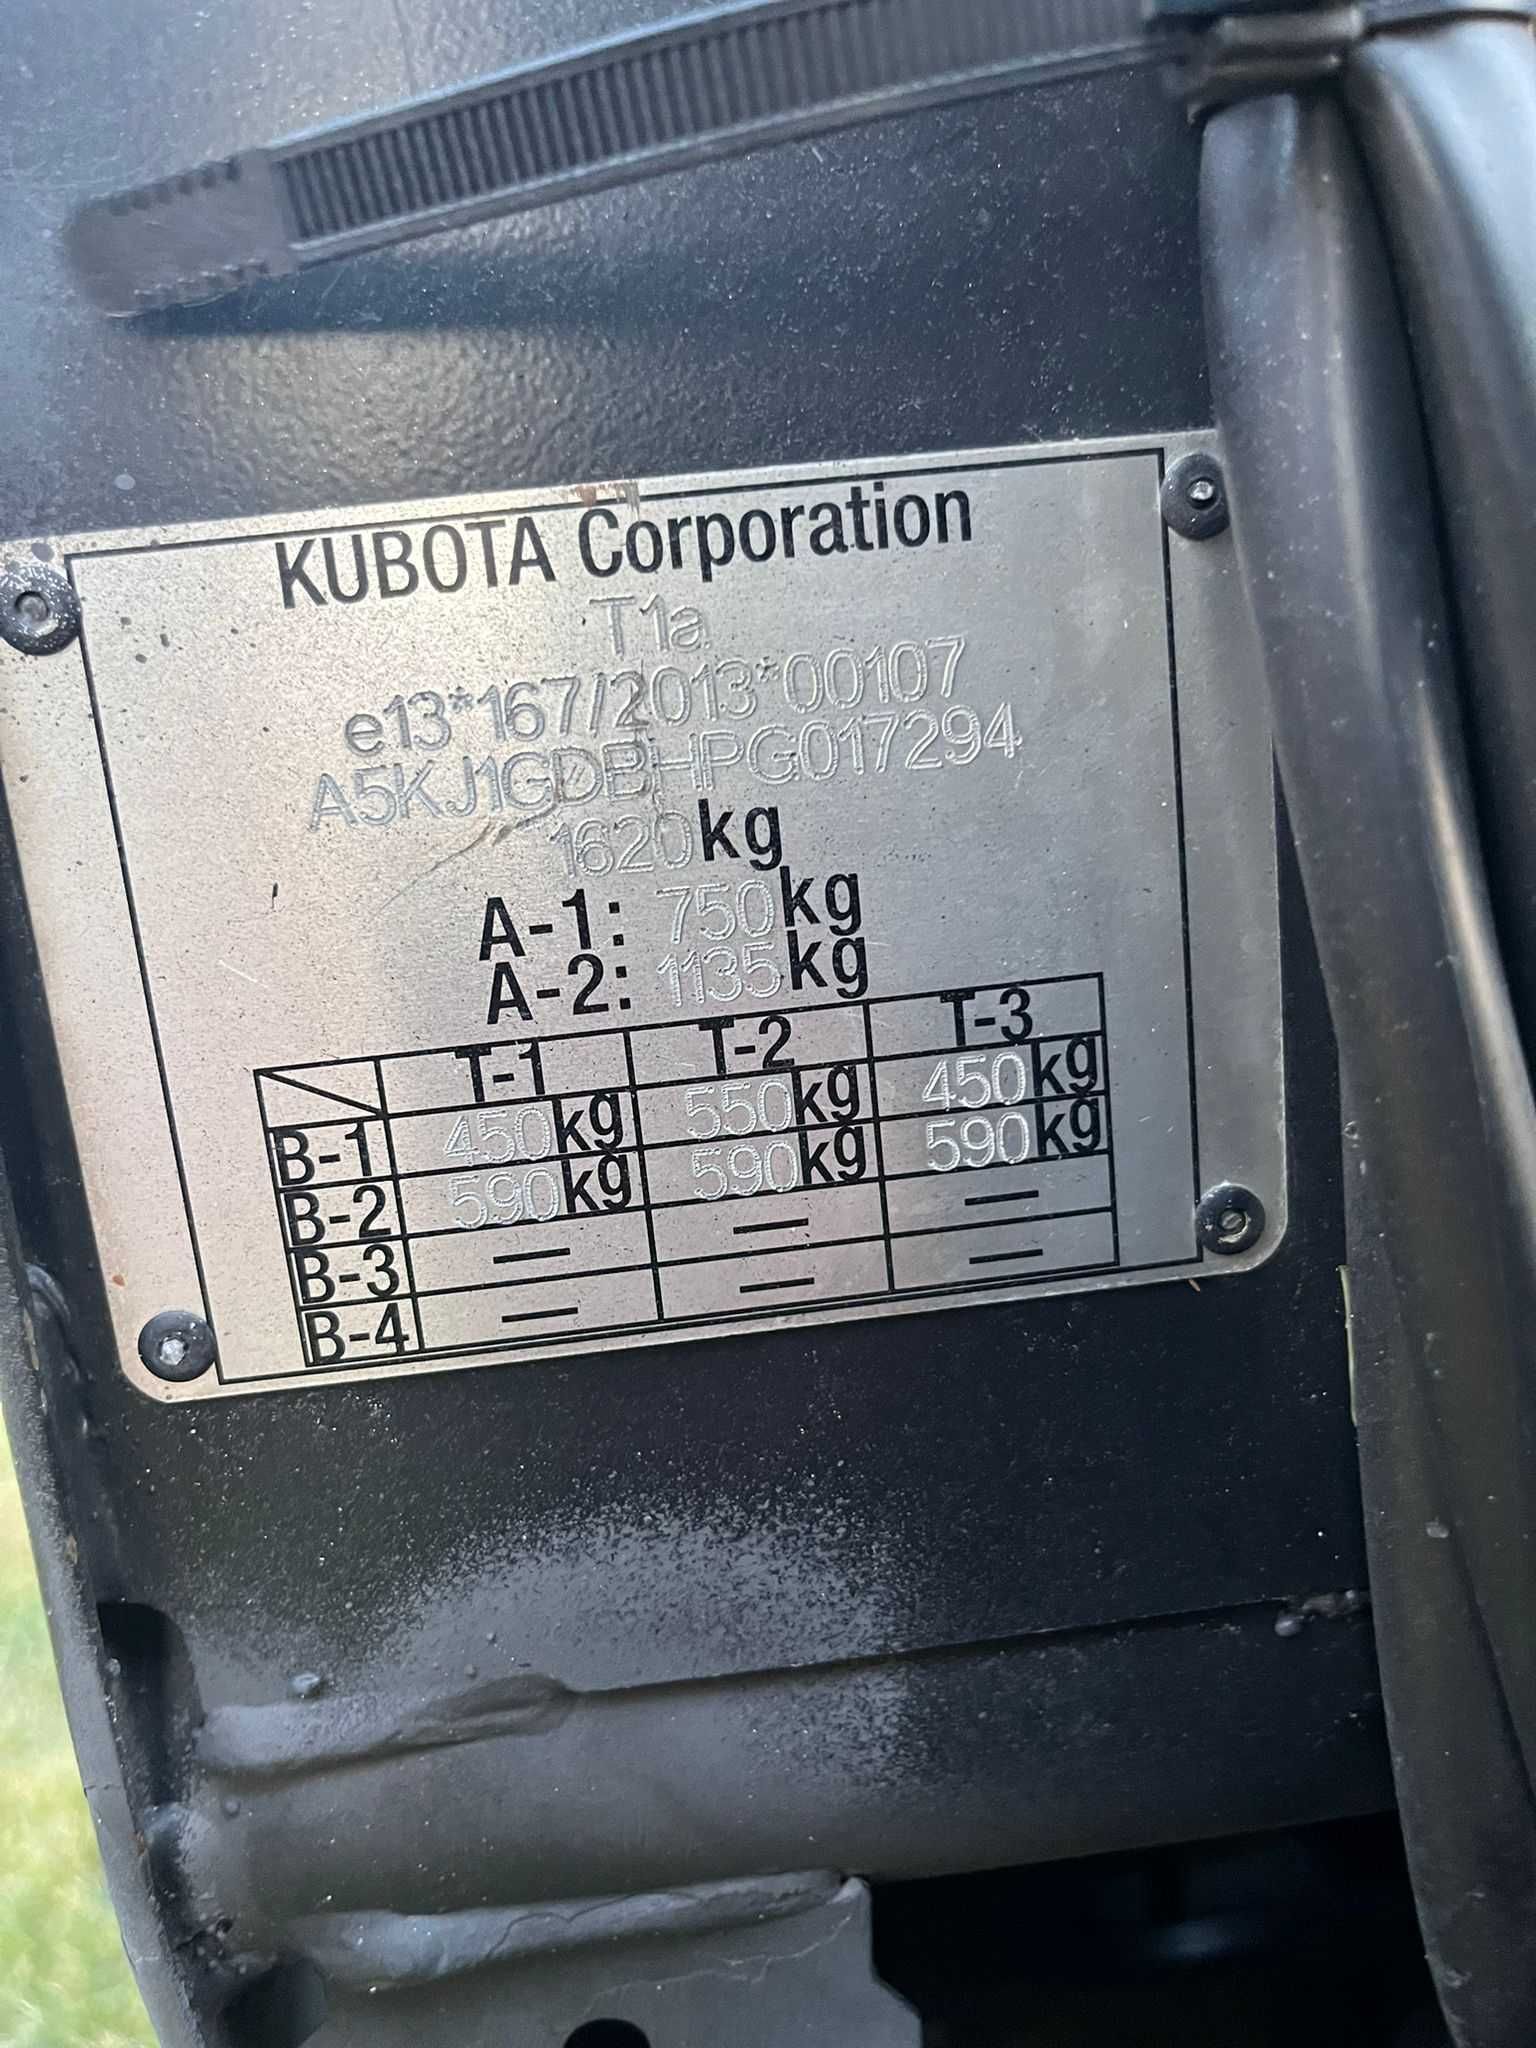 KUBOTA Corporation
T1a
e13*167/2013*00107
A5KJ1GDBHPG017294
1620kg
A-1: 750kg
A-2: 1135kg
T-1 T-2 T-3
B-1 450kg 550kg 450kg
B-2 590kg 590kg 590kg
B-3 — — —
B-4 — — —